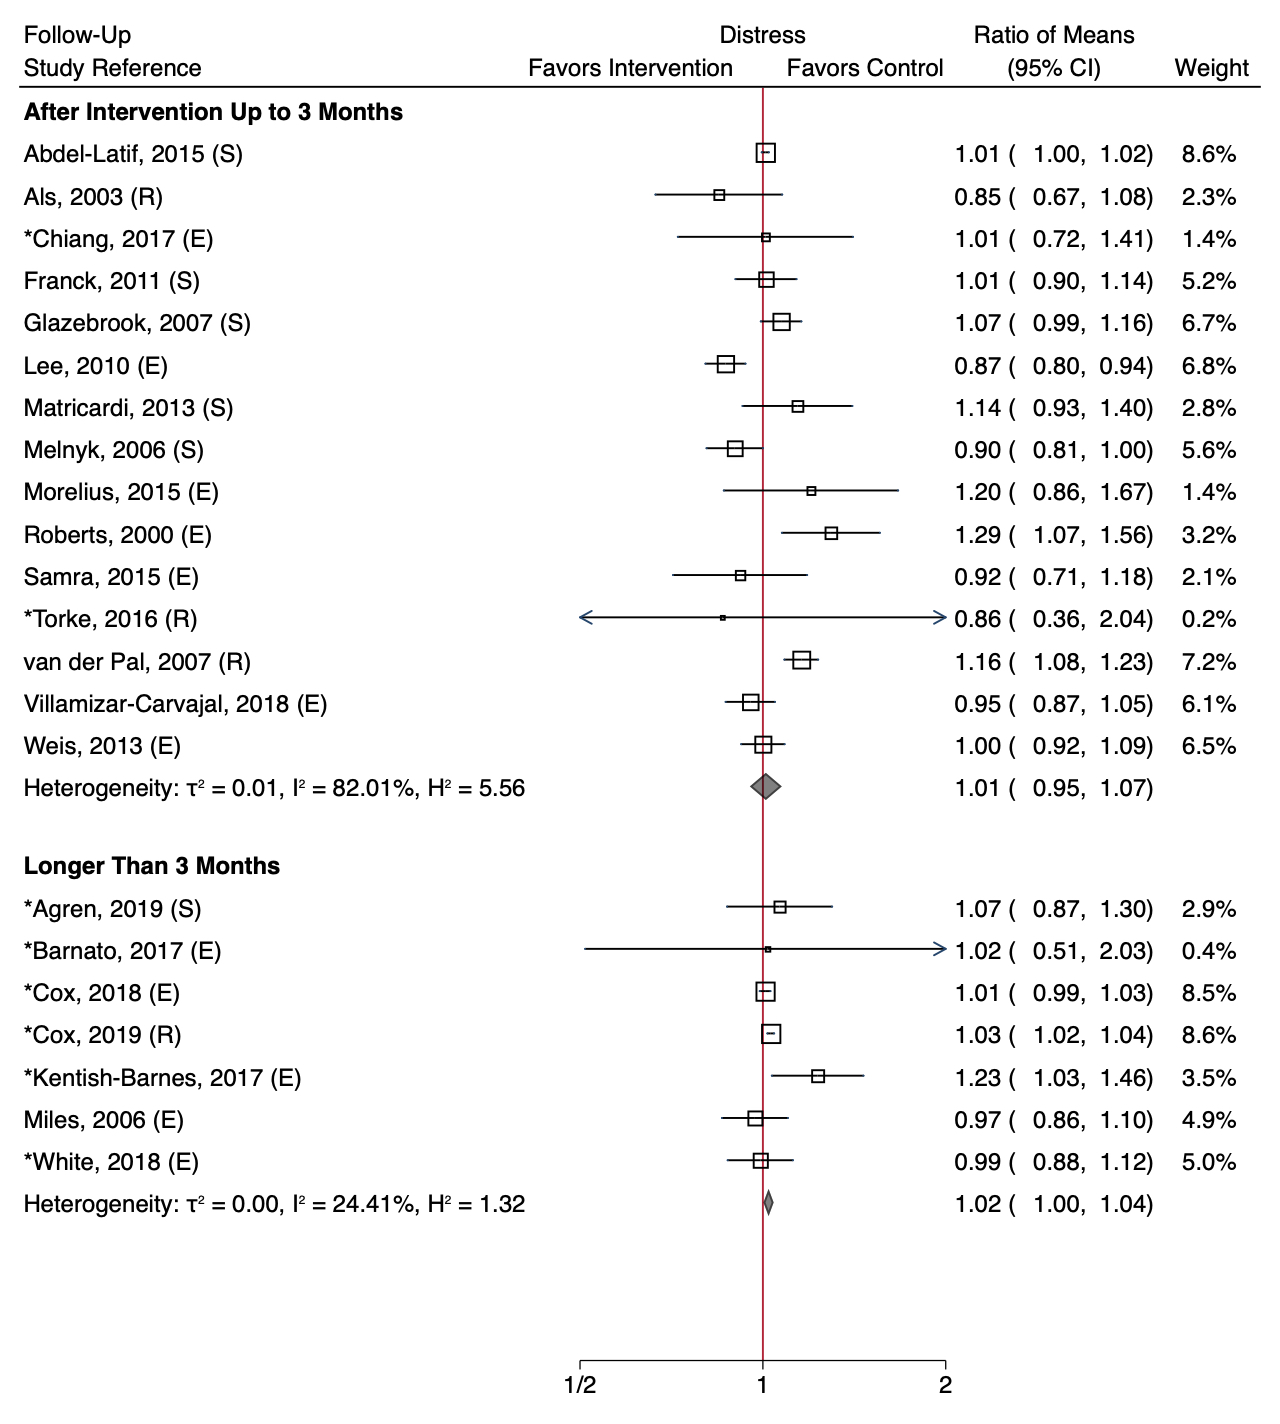 Follow-Up Distress Ratio of Means
Study Reference Favors Intervention Favors Control (95% CI) Weight
After Intervention Up to 3 Months
Abdel-Latif, 2015 (S) 1.01 ( 1.00, 1.02) 8.6%
Als, 2003 (R) 0.85 ( 0.67, 1.08) 2.3%
*Chiang, 2017 (E) 1.01 ( 0.72, 1.41) 1.4%
Franck, 2011 (S) 1.01 ( 0.90, 1.14) 5.2%
Glazebrook, 2007 (S) 1.07 ( 0.99, 1.16) 6.7%
Lee, 2010 (E) 0.87 ( 0.80, 0.94) 6.8%
Matricardi, 2013 (S) 1.14 ( 0.93, 1.40) 2.8%
Melnyk, 2006 (S) 0.90 ( 0.81, 1.00) 5.6%
Morelius, 2015 (E) 1.20 ( 0.86, 1.67) 1.4%
Roberts, 2000 (E) 1.29 ( 1.07, 1.56) 3.2%
Samra, 2015 (E) 0.92 ( 0.71, 1.18) 2.1%
*Torke, 2016 (R) 0.86 ( 0.36, 2.04) 0.2%
van der Pal, 2007 (R) 1.16 ( 1.08, 1.23) 7.2%
Villamizar-Carvajal, 2018 (E) 0.95 ( 0.87, 1.05) 6.1%
Weis, 2013 (E) 1.00 ( 0.92, 1.09) 6.5%
Heterogeneity: τ² = 0.01, I² = 82.01%, H² = 5.56 1.01 ( 0.95, 1.07)
Longer Than 3 Months
*Agren, 2019 (S) 1.07 ( 0.87, 1.30) 2.9%
*Barnato, 2017 (E) 1.02 ( 0.51, 2.03) 0.4%
*Cox, 2018 (E) 1.01 ( 0.99, 1.03) 8.5%
*Cox, 2019 (R) 1.03 ( 1.02, 1.04) 8.6%
*Kentish-Barnes, 2017 (E) 1.23 ( 1.03, 1.46) 3.5%
Miles, 2006 (E) 0.97 ( 0.86, 1.10) 4.9%
*White, 2018 (E) 0.99 ( 0.88, 1.12) 5.0%
Heterogeneity: τ² = 0.00, I² = 24.41%, H² = 1.32 1.02 ( 1.00, 1.04)
1/2 1 2